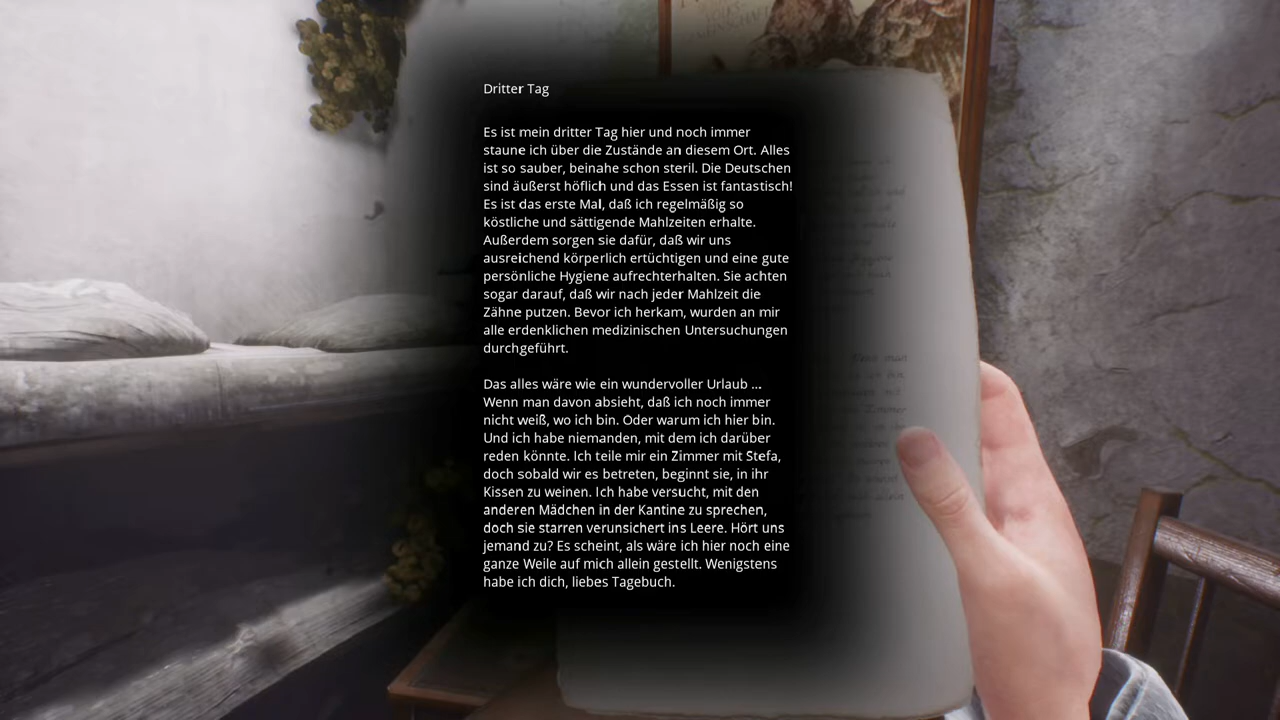 Dritter Tag
Es ist mein dritter Tag hier und noch immer
staune ich über die Zustände an diesem Ort. Alles
ist so sauber, beinahe schon steril. Die Deutschen
sind äußerst höflich und das Essen ist fantastisch!
Es ist das erste Mal, daß ich regelmäßig so
köstliche und sättigende Mahlzeiten erhalte.
Außerdem sorgen sie dafür, daß wir uns
ausreichend körperlich ertüchtigen und eine gute
persönliche Hygiene aufrechterhalten. Sie achten
sogar darauf, daß wir nach jeder Mahlzeit die
Zähne putzen. Bevor ich herkam, wurden an mir
alle erdenklichen medizinischen Untersuchungen
durchgeführt.
Das alles wäre wie ein wundervoller Urlaub ...
Wenn man davon absieht, daß ich noch immer
nicht weiß, wo ich bin. Oder warum ich hier bin.
Und ich habe niemanden, mit dem ich darüber
reden könnte. Ich teile mir ein Zimmer mit Stefa,
doch sobald wir es betreten, beginnt sie, in ihr
Kissen zu weinen. Ich habe versucht, mit den
anderen Mädchen in der Kantine zu sprechen,
doch sie starren verunsichert ins Leere. Hört uns
jemand zu? Es scheint, als wäre ich hier noch eine
ganze Weile auf mich allein gestellt. Wenigstens
habe ich dich, liebes Tagebuch.